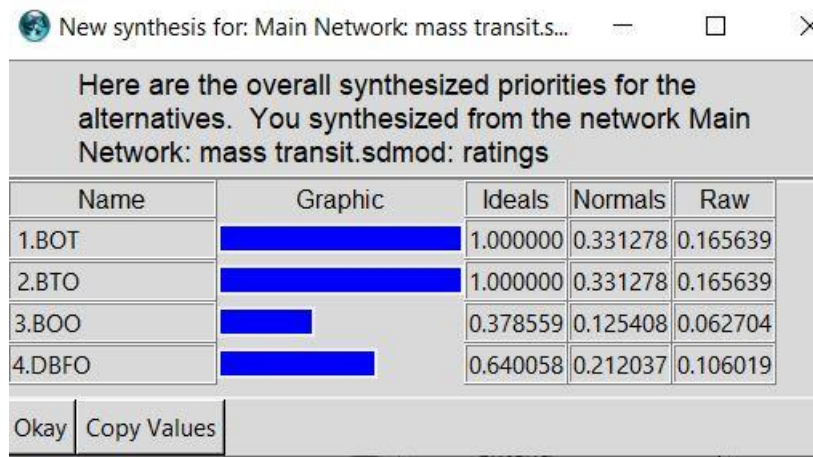 New synthesis for: Main Network: mass transit.s...
Here are the overall synthesized priorities for the
alternatives.  You synthesized from the network Main
Network: mass transit.sdmod: ratings
Name Graphic Ideals Normals Raw
1.BOT 1.000000 0.331278 0.165639
2.BTO 1.000000 0.331278 0.165639
3.BOO 0.378559 0.125408 0.062704
4.DBFO 0.640058 0.212037 0.106019
Okay Copy Values